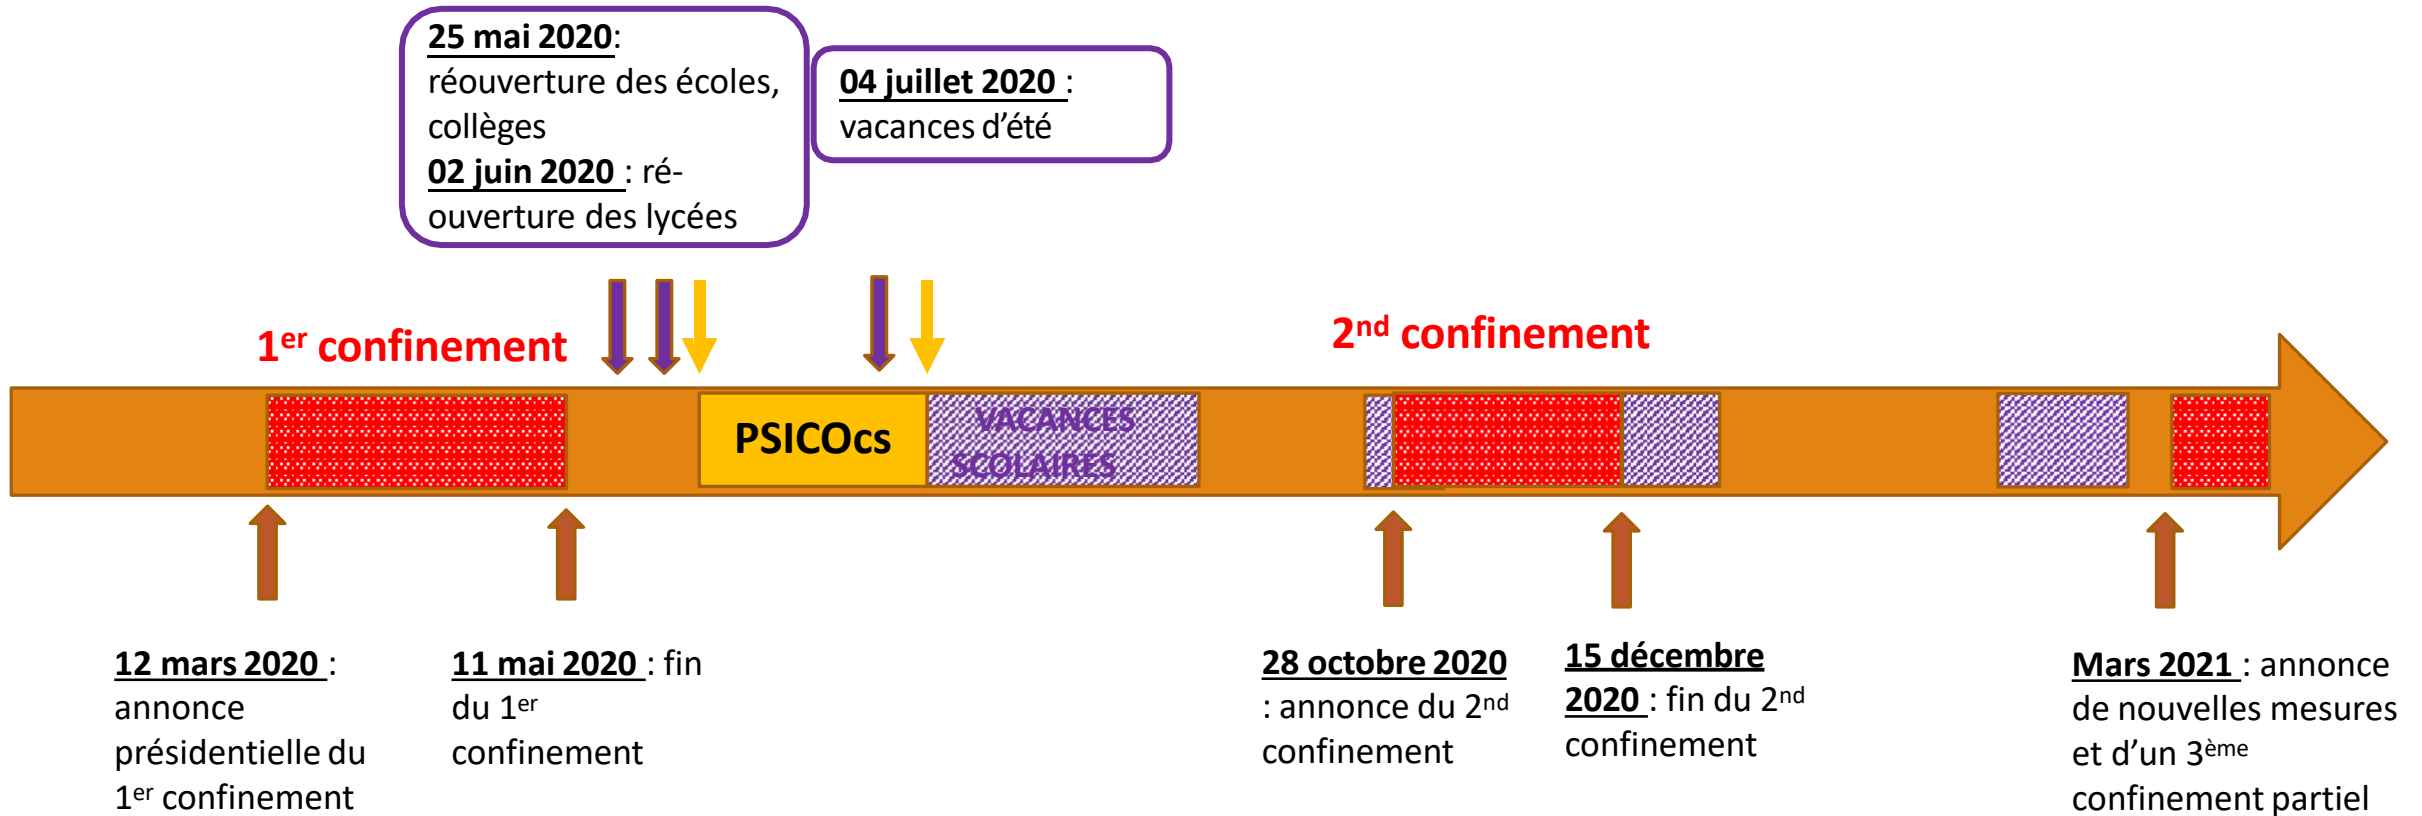 25 mai 2020:
réouverture des écoles,
collèges
02 juin 2020 : ré-
ouverture des lycées
04 juillet 2020 :
vacances d'été
1er confinement
2nd confinement
PSICOcs
VACANCES
SCOLAIRES
12 mars 2020 :
annonce
présidentielle du
1er confinement
11 mai 2020 : fin
du 1er
confinement
28 octobre 2020
: annonce du 2nd
confinement
15 décembre
2020 : fin du 2nd
confinement
Mars 2021 : annonce
de nouvelles mesures
et d'un 3ème
confinement partiel